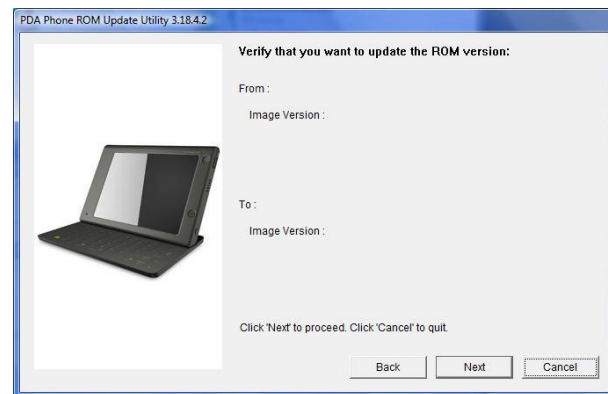 PDA Phone ROM Update Utility 3.18.4.2
Verify that you want to update the ROM version:
From :
Image Version :
To :
Image Version :
Click 'Next' to proceed. Click 'Cancel' to quit.
Back Next Cancel